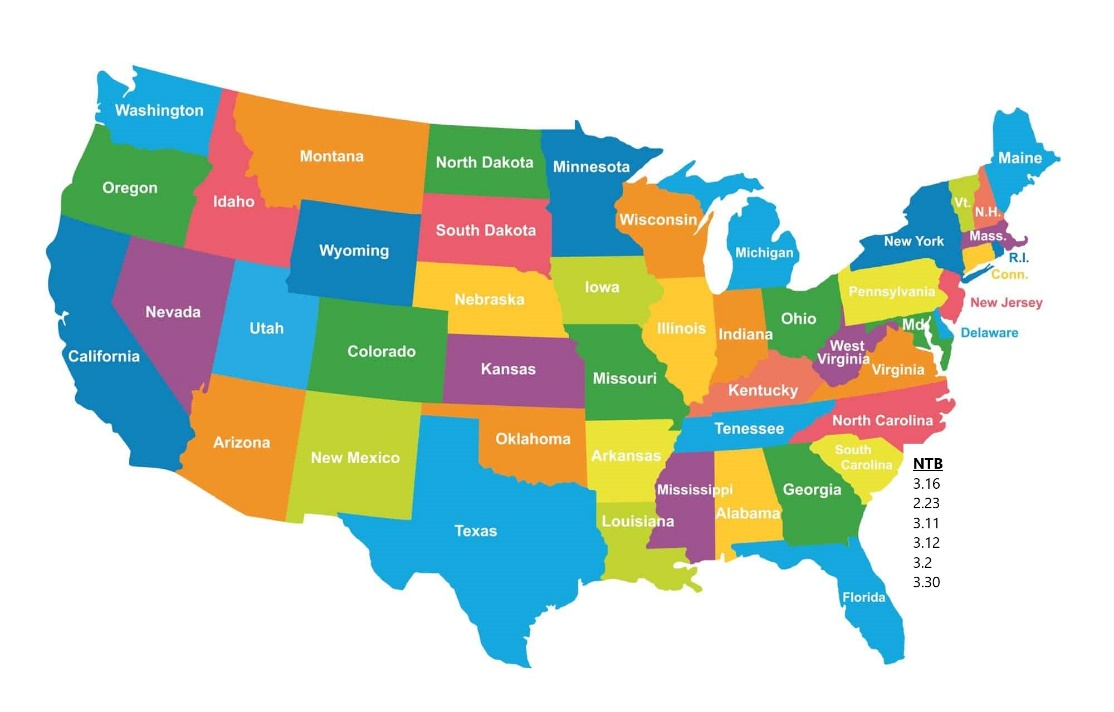 Washington
Montana
North Dakota
Minnesota
Maine
Oregon
Idaho
Wisconsin
Vt.
N.H.
South Dakota
Wyoming
Michigan
New York
Mass.
R.I.
Conn.
Iowa
Nebraska
Pennsylvania
New Jersey
Nevada
Utah
Illinois
Indiana
Ohio
Md.
Delaware
California
Colorado
Kansas
Missouri
West
Virginia
Virginia
Kentucky
North Carolina
Tenessee
Arizona
New Mexico
Oklahoma
Arkansas
South
Carolina
Mississippi
Georgia
Alabama
Texas
Louisiana
Florida
NTB
3.16
2.23
3.11
3.12
3.2
3.30